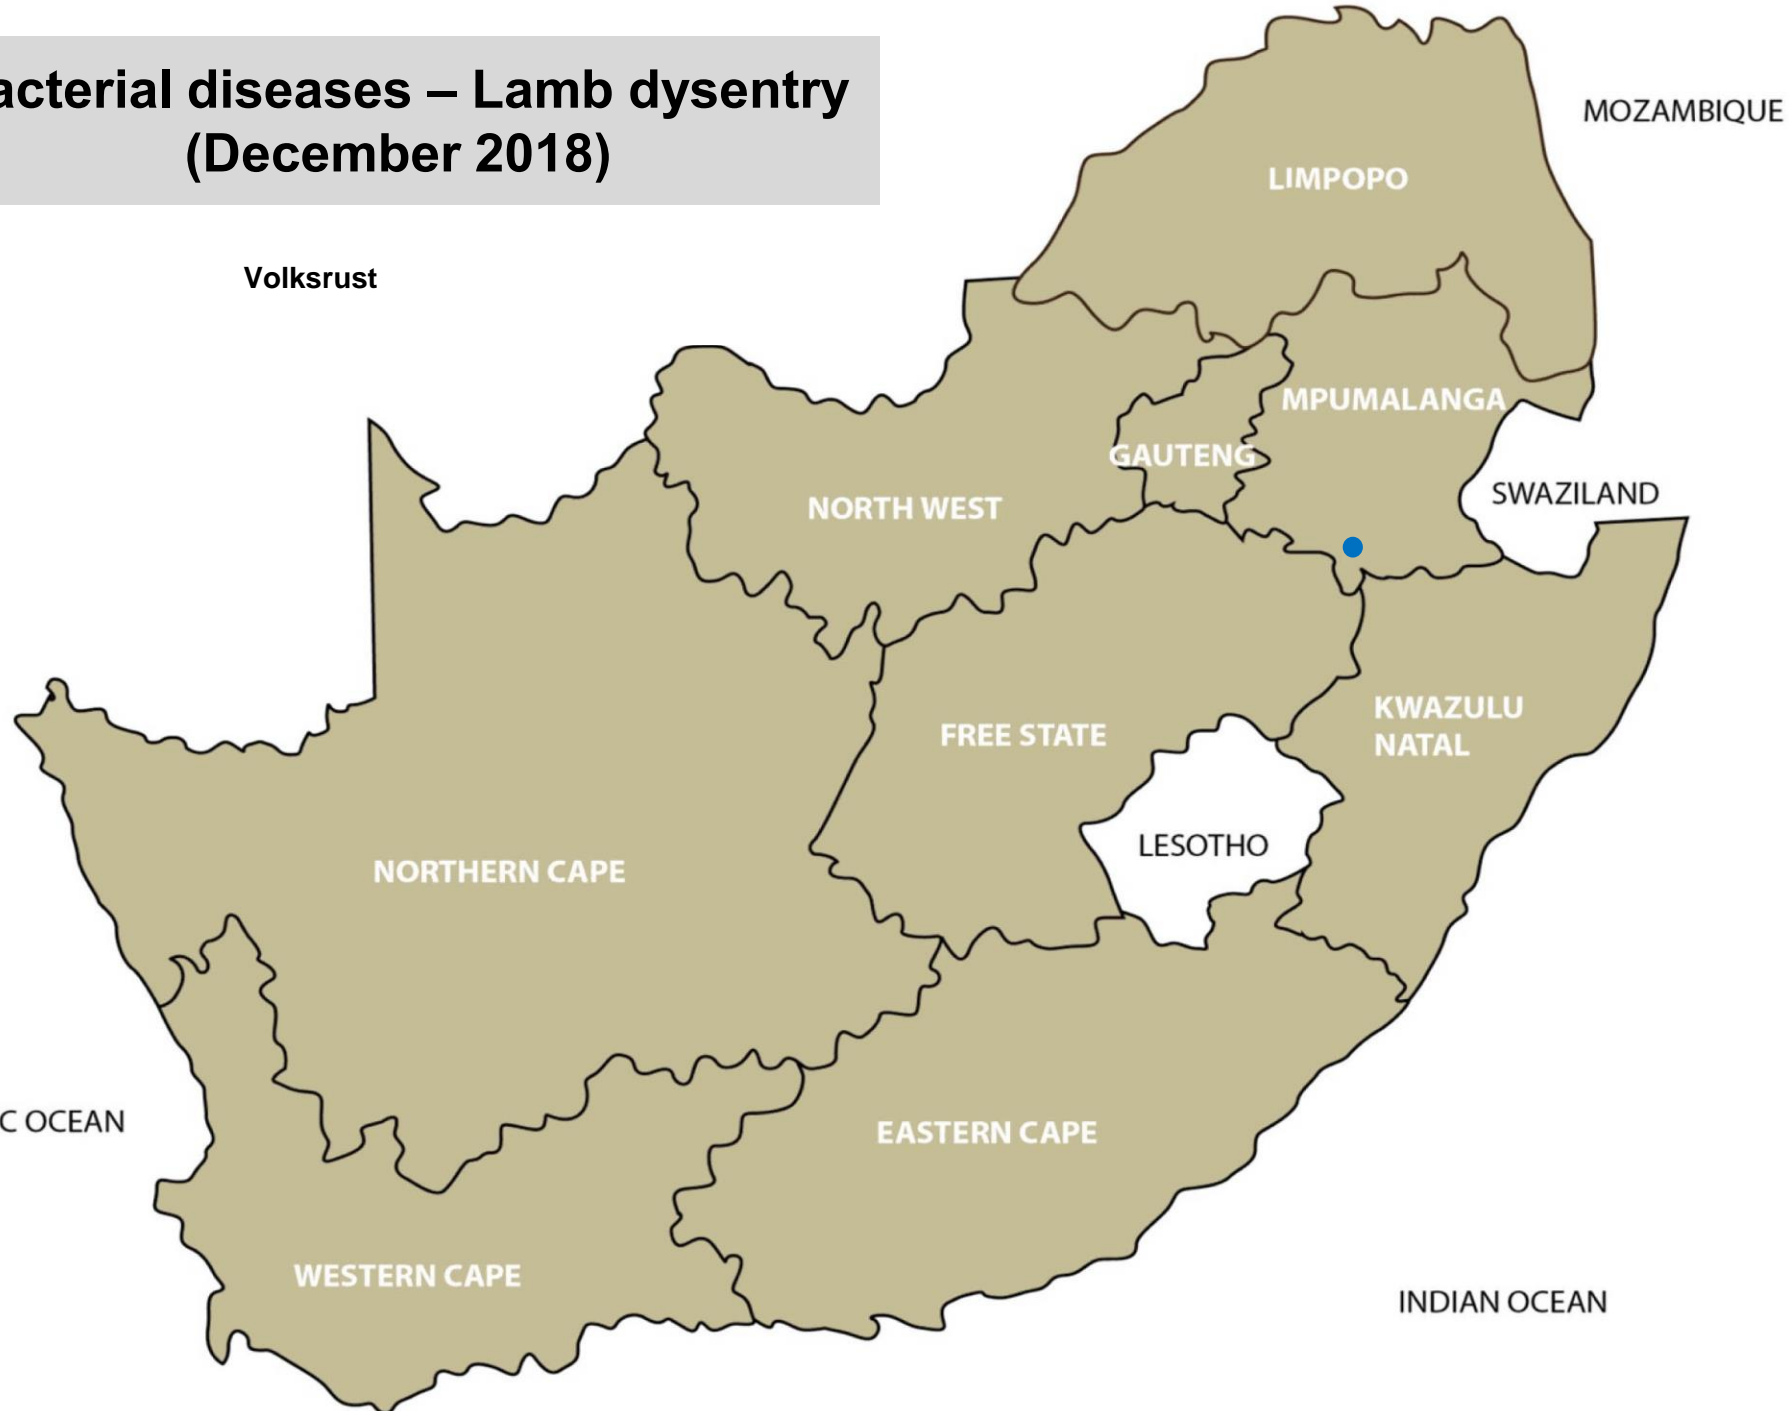 acterial diseases – Lamb dysentry
(December 2018)
Volksrust
MOZAMBIQUE
LIMPOPO
MPUMALANGA
GAUTENG
NORTH WEST
SWAZILAND
KWAZULU
NATAL
FREE STATE
LESOTHO
NORTHERN CAPE
C OCEAN
EASTERN CAPE
WESTERN CAPE
INDIAN OCEAN